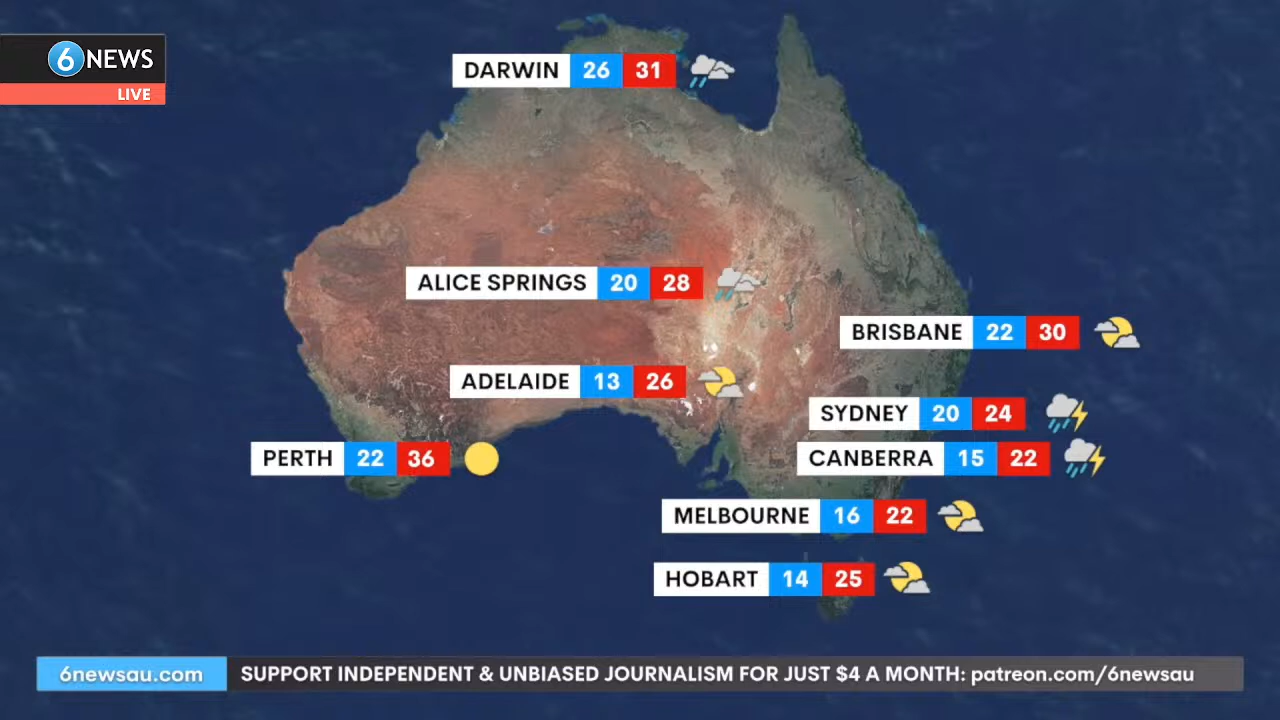 6 NEWS
LIVE
DARWIN 26 31
ALICE SPRINGS 20 28
BRISBANE 22 30
ADELAIDE 13 26
SYDNEY 20 24
PERTH 22 36
CANBERRA 15 22
MELBOURNE 16 22
HOBART 14 25
6newsau.com SUPPORT INDEPENDENT & UNBIASED JOURNALISM FOR JUST $4 A MONTH: patreon.com/6newsau